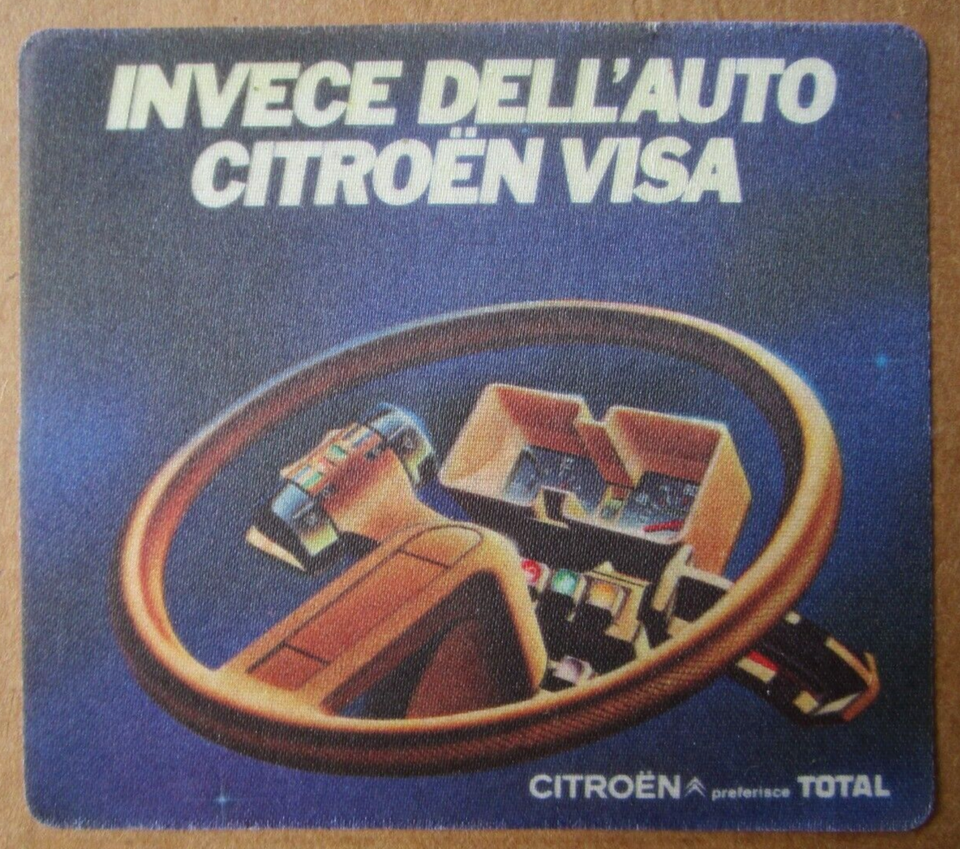 INVECE DELL'AUTO
CITROËN VISA
CITROËN preferisce TOTAL